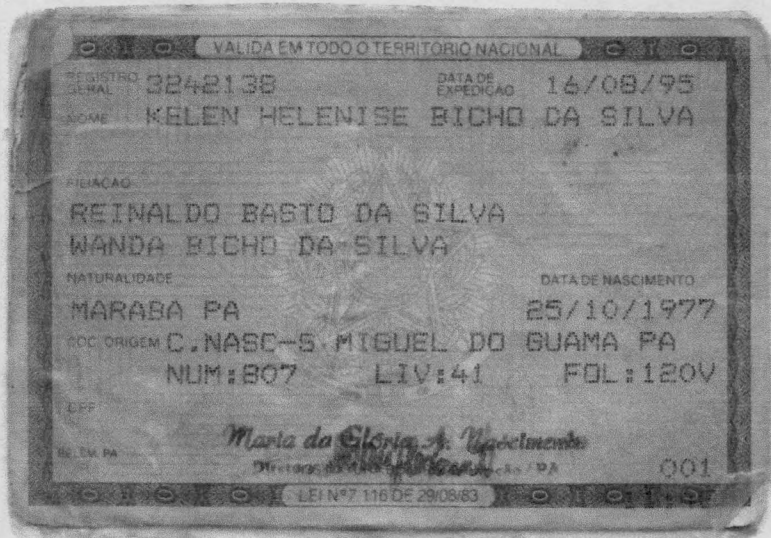 VÁLIDA EM TODO O TERRITÓRIO NACIONAL
REGISTRO GERAL 3242138 DATA DE EXPEDIÇÃO 16/08/95
NOME KELEN HELENISE BICHO DA SILVA
FILIAÇÃO
REINALDO BASTO DA SILVA
WANDA BICHO DA SILVA
NATURALIDADE DATA DE NASCIMENTO
MARABA PA 25/10/1977
DOC ORIGEM C.NASC-S MIGUEL DO GUAMA PA
NUM:807 LIV:41 FOL:120V
CPF
Maria da Glória A. Nascimento
BELÉM, PA
001
LEI Nº 7.116 DE 29/08/83